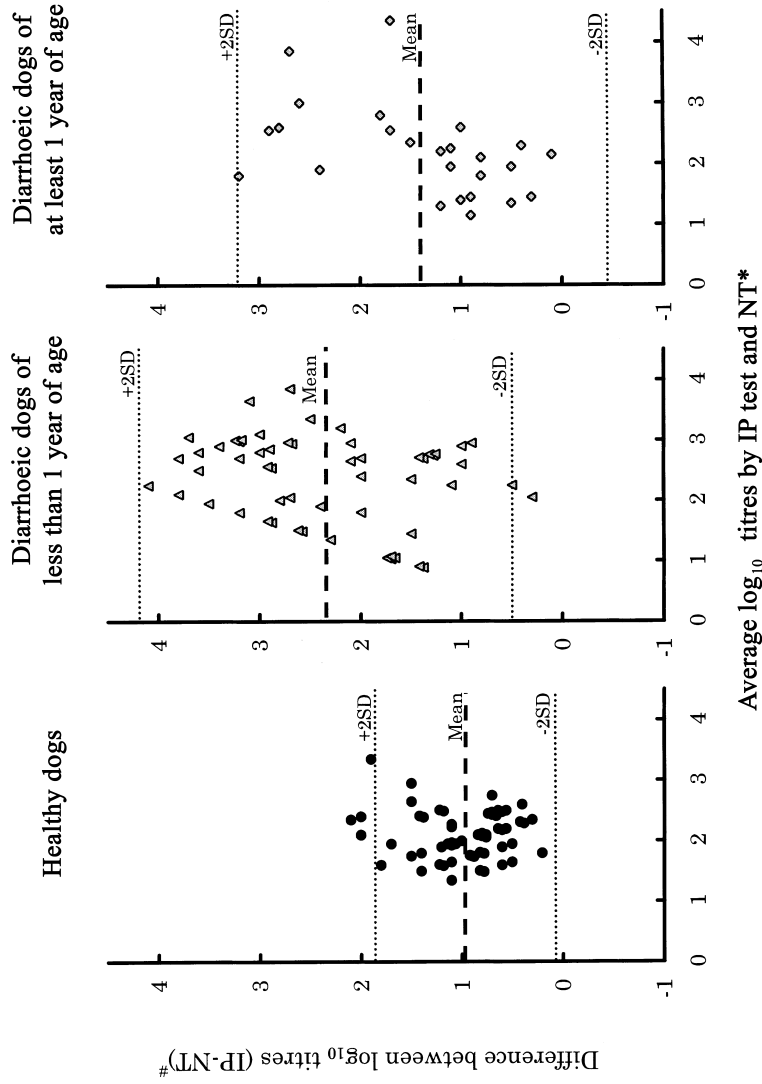 Healthy dogs
Diarrhoeic dogs of
less than 1 year of age
Diarrhoeic dogs of
at least 1 year of age
Difference between log10 titres (IP-NT)#
4
3
2
1
0
-1
+2SD
Mean
-2SD
0
1
2
3
4
4
3
2
1
0
-1
+2SD
Mean
-2SD
0
1
2
3
4
4
3
2
1
0
-1
+2SD
Mean
-2SD
0
1
2
3
4
Average log10 titres by IP test and NT*